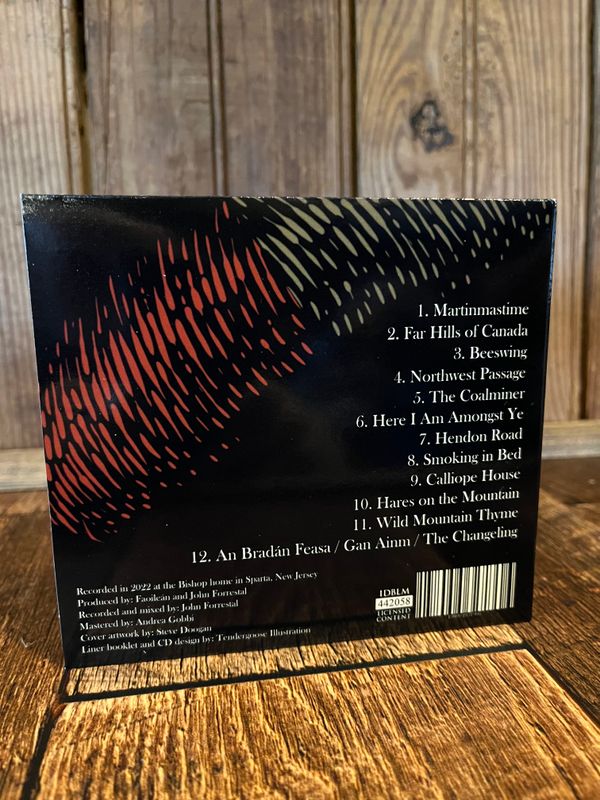 1. Martinmastime
2. Far Hills of Canada
3. Beeswing
4. Northwest Passage
5. The Coalminer
6. Here I Am Amongst Ye
7. Hendon Road
8. Smoking in Bed
9. Calliope House
10. Hares on the Mountain
11. Wild Mountain Thyme
12. An Bradán Feasa / Gan Ainm / The Changeling
Recorded in 2022 at the Bishop home in Sparta, New Jersey
Produced by: Faoileán and John Forrestal
Recorded and mixed by: John Forrestal
Mastered by: Andrea Gobbi
Cover artwork by: Steve Doogan
Liner booklet and CD design by: Tendergoose Illustration
IDBLM
442058
LICENSED
CONTENT